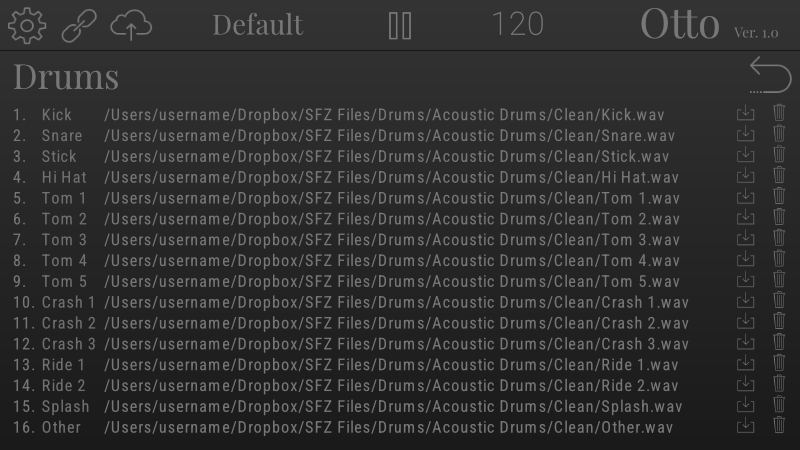 Default 120 Otto Ver. 1.0
Drums
1. Kick /Users/username/Dropbox/SFZ Files/Drums/Acoustic Drums/Clean/Kick.wav
2. Snare /Users/username/Dropbox/SFZ Files/Drums/Acoustic Drums/Clean/Snare.wav
3. Stick /Users/username/Dropbox/SFZ Files/Drums/Acoustic Drums/Clean/Stick.wav
4. Hi Hat /Users/username/Dropbox/SFZ Files/Drums/Acoustic Drums/Clean/Hi Hat.wav
5. Tom 1 /Users/username/Dropbox/SFZ Files/Drums/Acoustic Drums/Clean/Tom 1.wav
6. Tom 2 /Users/username/Dropbox/SFZ Files/Drums/Acoustic Drums/Clean/Tom 2.wav
7. Tom 3 /Users/username/Dropbox/SFZ Files/Drums/Acoustic Drums/Clean/Tom 3.wav
8. Tom 4 /Users/username/Dropbox/SFZ Files/Drums/Acoustic Drums/Clean/Tom 4.wav
9. Tom 5 /Users/username/Dropbox/SFZ Files/Drums/Acoustic Drums/Clean/Tom 5.wav
10. Crash 1 /Users/username/Dropbox/SFZ Files/Drums/Acoustic Drums/Clean/Crash 1.wav
11. Crash 2 /Users/username/Dropbox/SFZ Files/Drums/Acoustic Drums/Clean/Crash 2.wav
12. Crash 3 /Users/username/Dropbox/SFZ Files/Drums/Acoustic Drums/Clean/Crash 3.wav
13. Ride 1 /Users/username/Dropbox/SFZ Files/Drums/Acoustic Drums/Clean/Ride 1.wav
14. Ride 2 /Users/username/Dropbox/SFZ Files/Drums/Acoustic Drums/Clean/Ride 2.wav
15. Splash /Users/username/Dropbox/SFZ Files/Drums/Acoustic Drums/Clean/Splash.wav
16. Other /Users/username/Dropbox/SFZ Files/Drums/Acoustic Drums/Clean/Other.wav